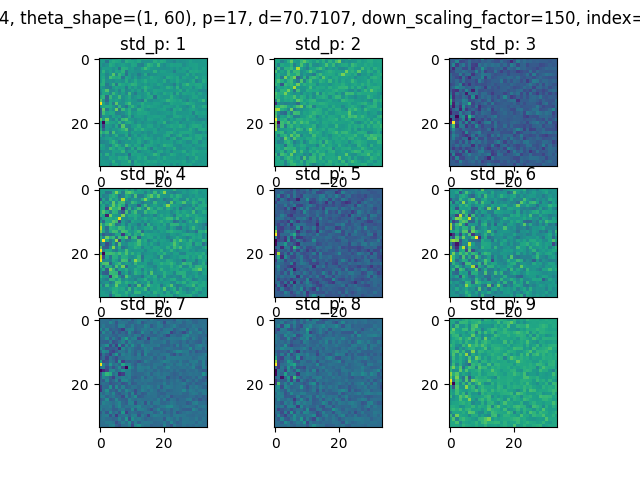 4, theta_shape=(1, 60), p=17, d=70.7107, down_scaling_factor=150, index=
std_p: 1 std_p: 2 std_p: 3
0 0 0
20 20 20
0 20 0 20 0 20
std_p: 4 std_p: 5 std_p: 6
0 0 0
20 20 20
0 20 0 20 0 20
std_p: 7 std_p: 8 std_p: 9
0 0 0
20 20 20
0 20 0 20 0 20